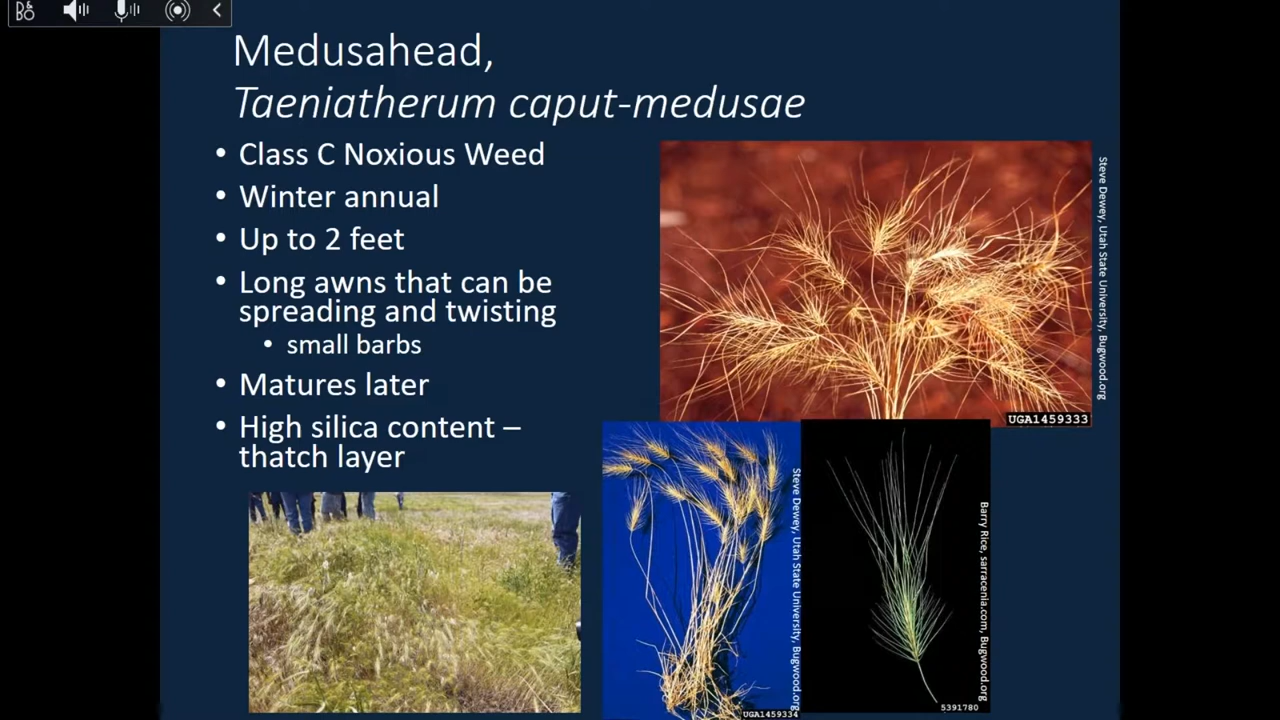 B&
BO
Medusahead,
Taeniatherum caput-medusae
• Class C Noxious Weed
• Winter annual
• Up to 2 feet
• Long awns that can be
spreading and twisting
• small barbs
• Matures later
• High silica content –
thatch layer
Steve Dewey, Utah State University, Bugwood.org
UGA1459333
Steve Dewey, Utah State University, Bugwood.org
UGA1459334
Barry Rice, sarracenia.com, Bugwood.org
5391780